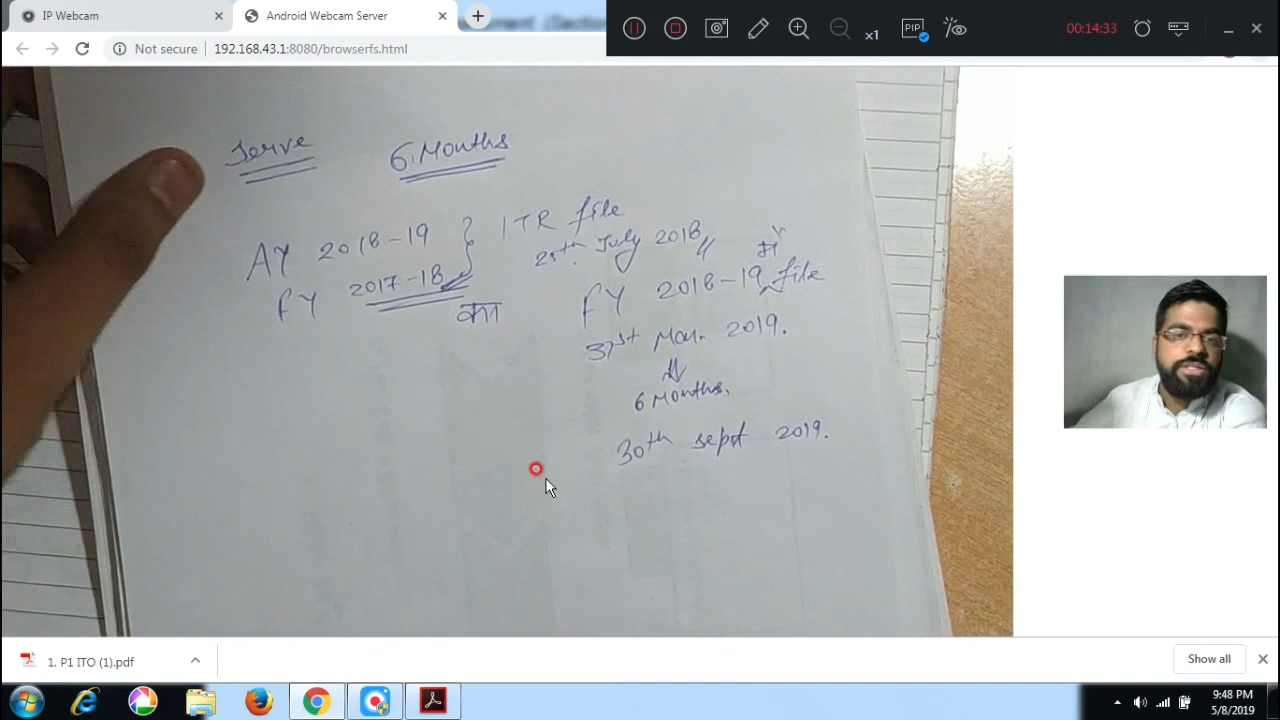 IP Webcam
Android Webcam Server
(Section
x1
PIP
00:14:33
Not secure
192.168.43.1:8080/browserfs.html
Serve 6 Months
AY 2018-19
FY 2017-18
का
ITR file
25th July 2018
में
FY 2018-19 file
31st Mar. 2019.
6 Months.
30th sept 2019.
1. P1 ITO (1).pdf
Show all
9:48 PM
5/8/2019